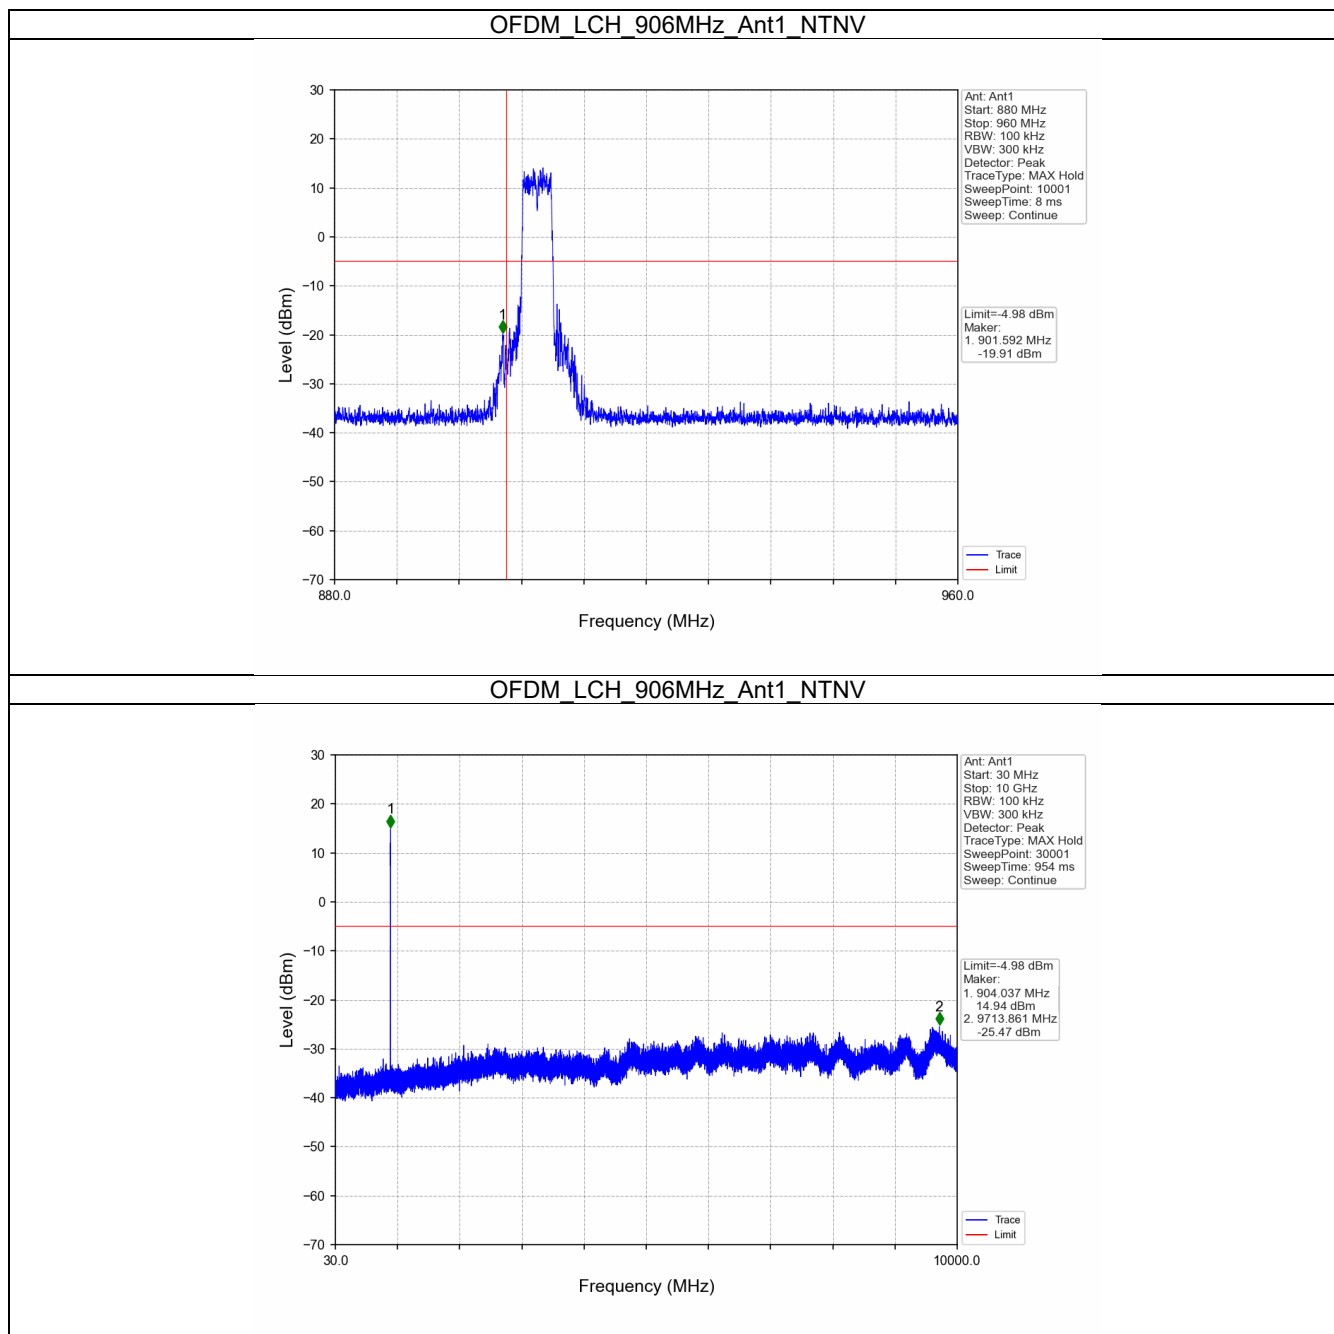 OFDM_LCH_906MHz_Ant1_NTNV
30
20
10
0
−10
−20
−30
−40
−50
−60
−70
Level (dBm)
1
880.0
960.0
Frequency (MHz)
Ant: Ant1
Start: 880 MHz
Stop: 960 MHz
RBW: 100 kHz
VBW: 300 kHz
Detector: Peak
TraceType: MAX Hold
SweepPoint: 10001
SweepTime: 8 ms
Sweep: Continue
Limit=-4.98 dBm
Maker:
1. 901.592 MHz
-19.91 dBm
Trace
Limit
OFDM_LCH_906MHz_Ant1_NTNV
30
20
10
0
−10
−20
−30
−40
−50
−60
−70
Level (dBm)
1
2
30.0
10000.0
Frequency (MHz)
Ant: Ant1
Start: 30 MHz
Stop: 10 GHz
RBW: 100 kHz
VBW: 300 kHz
Detector: Peak
TraceType: MAX Hold
SweepPoint: 30001
SweepTime: 954 ms
Sweep: Continue
Limit=-4.98 dBm
Maker:
1. 904.037 MHz
14.94 dBm
2. 9713.861 MHz
-25.47 dBm
Trace
Limit